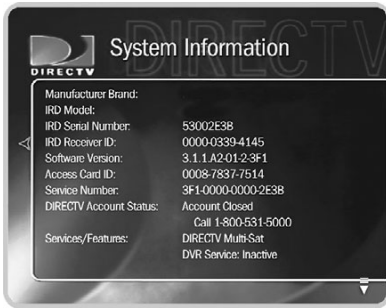 DIRECTV
System Information
DIRECTV
Manufacturer Brand:
IRD Model:
IRD Serial Number: 53002E3B
IRD Receiver ID: 0000-0339-4145
Software Version: 3.1.1.A2-01-2-3F1
Access Card ID: 0008-7837-7514
Service Number: 3F1-0000-0000-2E3B
DIRECTV Account Status: Account Closed
Call 1-800-531-5000
Services/Features: DIRECTV Multi-Sat
DVR Service: Inactive